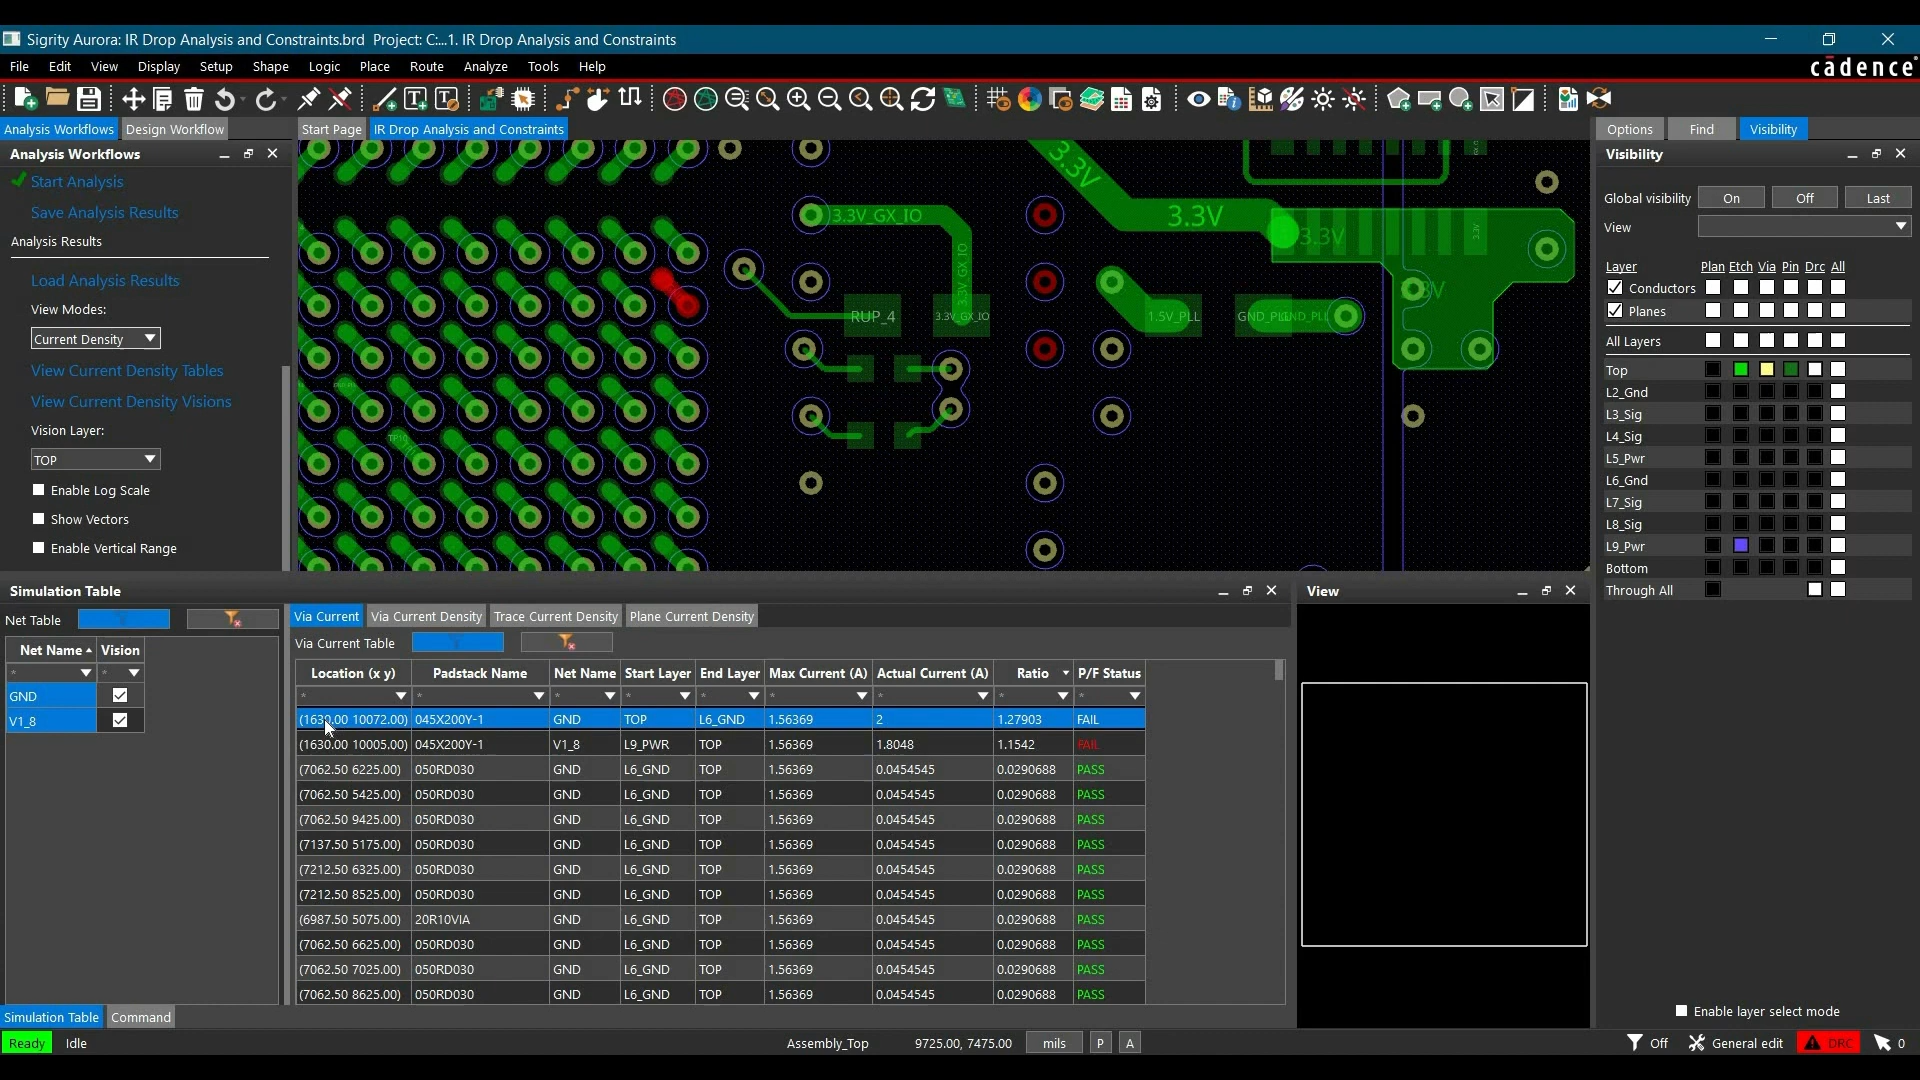 Sigrity Aurora: IR Drop Analysis and Constraints.brd Project: C:...1. IR Drop Analysis and Constraints
File Edit View Display Setup Shape Logic Place Route Analyze Tools Help
cādence
Analysis Workflows Design Workflow Start Page IR Drop Analysis and Constraints Options Find Visibility
Analysis Workflows
Start Analysis
Save Analysis Results
Analysis Results
Load Analysis Results
View Modes:
Current Density
View Current Density Tables
View Current Density Visions
Vision Layer:
TOP
Enable Log Scale
Show Vectors
Enable Vertical Range
3.3V
3.3V_GX_IO
3.3V
3.3V
3.3V_GX_IO
RUP_4
3.3V_GX_IO
1.5V_PLL
GND_PLL
GND_PLL
TP10
Visibility
Global visibility On Off Last
View
Layer Plan Etch Via Pin Drc All
Conductors
Planes
All Layers
Top
L2_Gnd
L3_Sig
L4_Sig
L5_Pwr
L6_Gnd
L7_Sig
L8_Sig
L9_Pwr
Bottom
Through All
Enable layer select mode
Simulation Table
Net Table
Net Name Vision
* *
GND
V1_8
Via Current Via Current Density Trace Current Density Plane Current Density
Via Current Table
Location (x y) Padstack Name Net Name Start Layer End Layer Max Current (A) Actual Current (A) Ratio P/F Status
* * * * * * * * *
(1630.00 10072.00) 045X200Y-1 GND TOP L6_GND 1.56369 2 1.27903 FAIL
(1630.00 10005.00) 045X200Y-1 V1_8 L9_PWR TOP 1.56369 1.8048 1.1542 FAIL
(7062.50 6225.00) 050RD030 GND L6_GND TOP 1.56369 0.0454545 0.0290688 PASS
(7062.50 5425.00) 050RD030 GND L6_GND TOP 1.56369 0.0454545 0.0290688 PASS
(7062.50 9425.00) 050RD030 GND L6_GND TOP 1.56369 0.0454545 0.0290688 PASS
(7137.50 5175.00) 050RD030 GND L6_GND TOP 1.56369 0.0454545 0.0290688 PASS
(7212.50 6325.00) 050RD030 GND L6_GND TOP 1.56369 0.0454545 0.0290688 PASS
(7212.50 8525.00) 050RD030 GND L6_GND TOP 1.56369 0.0454545 0.0290688 PASS
(6987.50 5075.00) 20R10VIA GND L6_GND TOP 1.56369 0.0454545 0.0290688 PASS
(7062.50 6625.00) 050RD030 GND L6_GND TOP 1.56369 0.0454545 0.0290688 PASS
(7062.50 7025.00) 050RD030 GND L6_GND TOP 1.56369 0.0454545 0.0290688 PASS
(7062.50 8625.00) 050RD030 GND L6_GND TOP 1.56369 0.0454545 0.0290688 PASS
View
Simulation Table Command
Ready Idle Assembly_Top 9725.00, 7475.00 mils P A Off General edit DRC 0